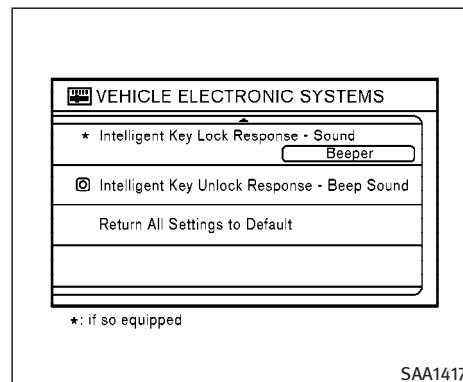 VEHICLE ELECTRONIC SYSTEMS
★ Intelligent Key Lock Response - Sound
Beeper
Intelligent Key Unlock Response - Beep Sound
Return All Settings to Default
★: if so equipped
SAA1417